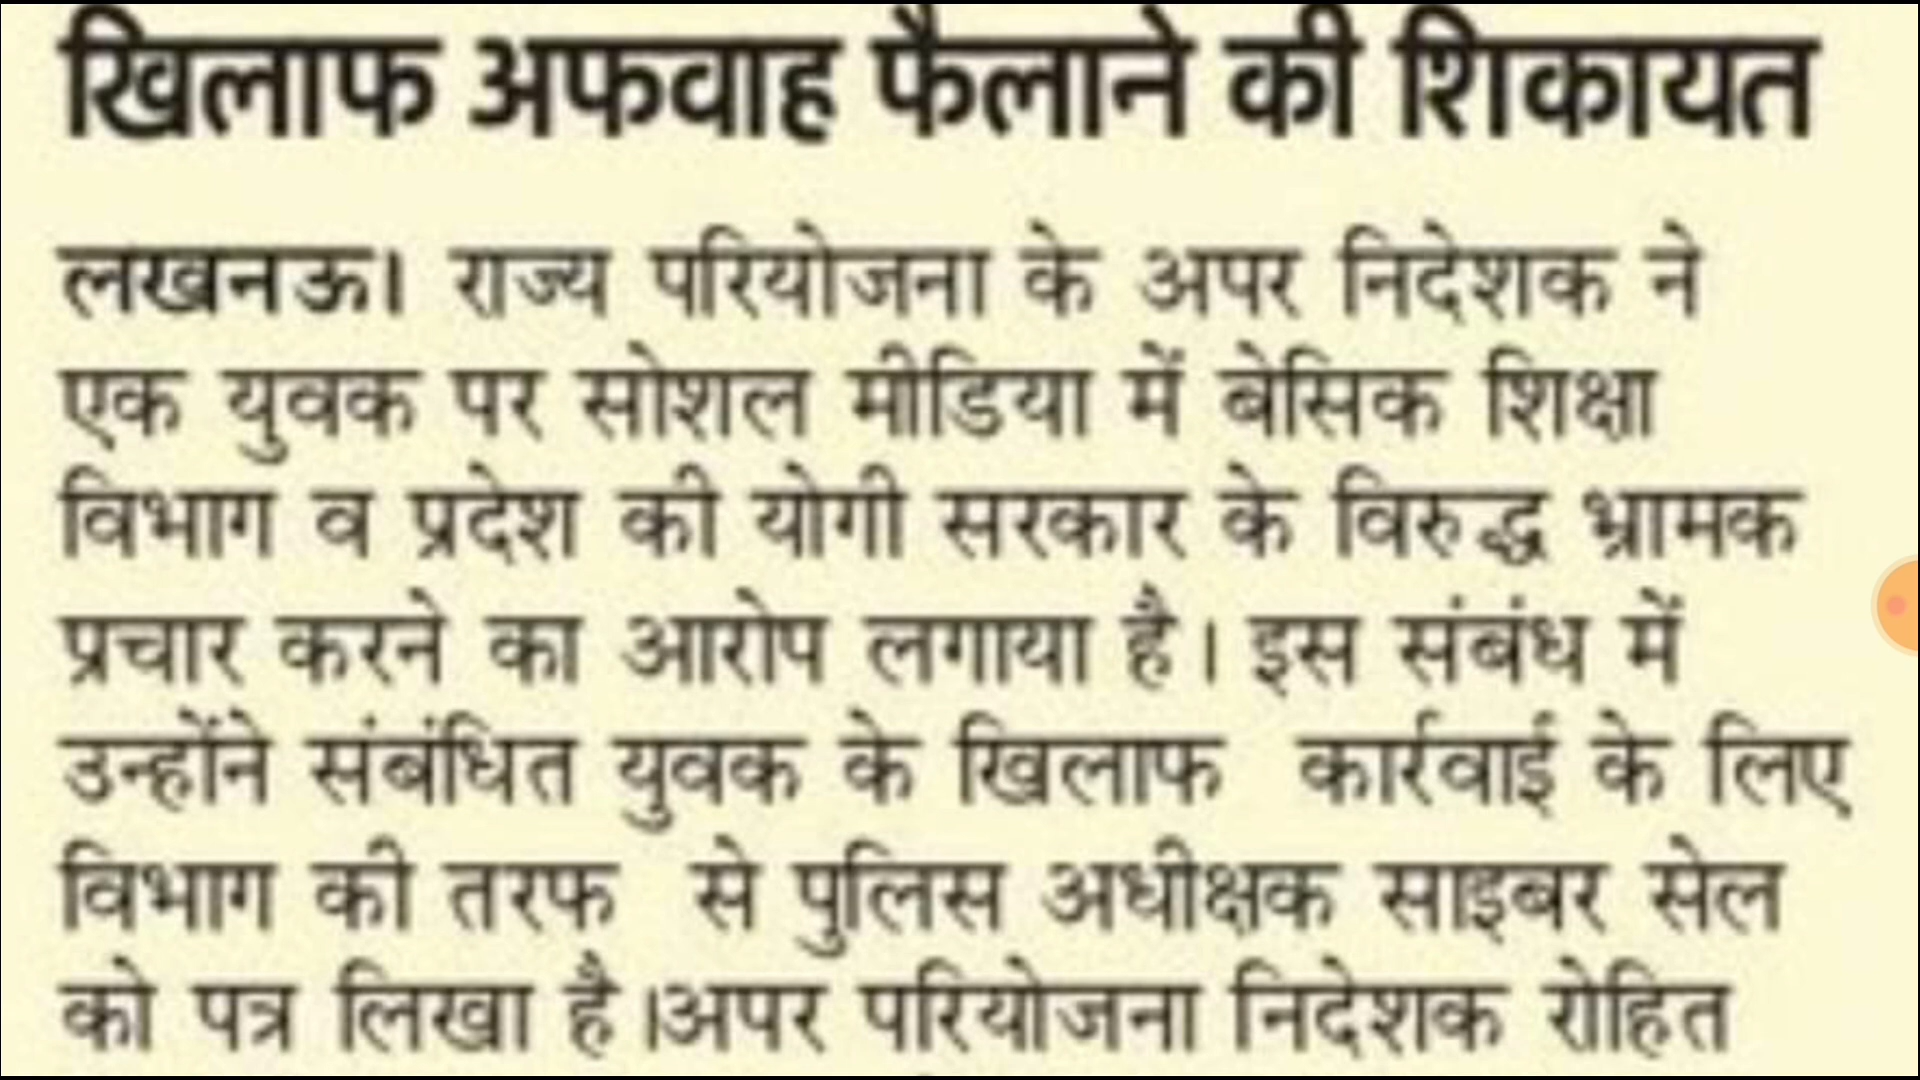 खिलाफ अफवाह फैलाने की शिकायत
लखनऊ। राज्य परियोजना के अपर निदेशक ने
एक युवक पर सोशल मीडिया में बेसिक शिक्षा
विभाग व प्रदेश की योगी सरकार के विरुद्ध भ्रामक
प्रचार करने का आरोप लगाया है। इस संबंध में
उन्होंने संबंधित युवक के खिलाफ कार्रवाई के लिए
विभाग की तरफ से पुलिस अधीक्षक साइबर सेल
को पत्र लिखा है।अपर परियोजना निदेशक रोहित